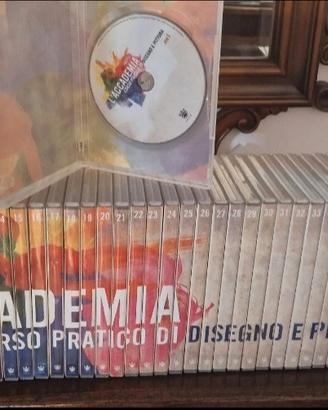 L'ACCADEMIA
DISEGNO E PITTURA
14 15 16 17 18 19 20 21 22 23 24 25 26 27 28 29 30 31 32 33
ADEMIA
RSO PRATICO DI DISEGNO E P